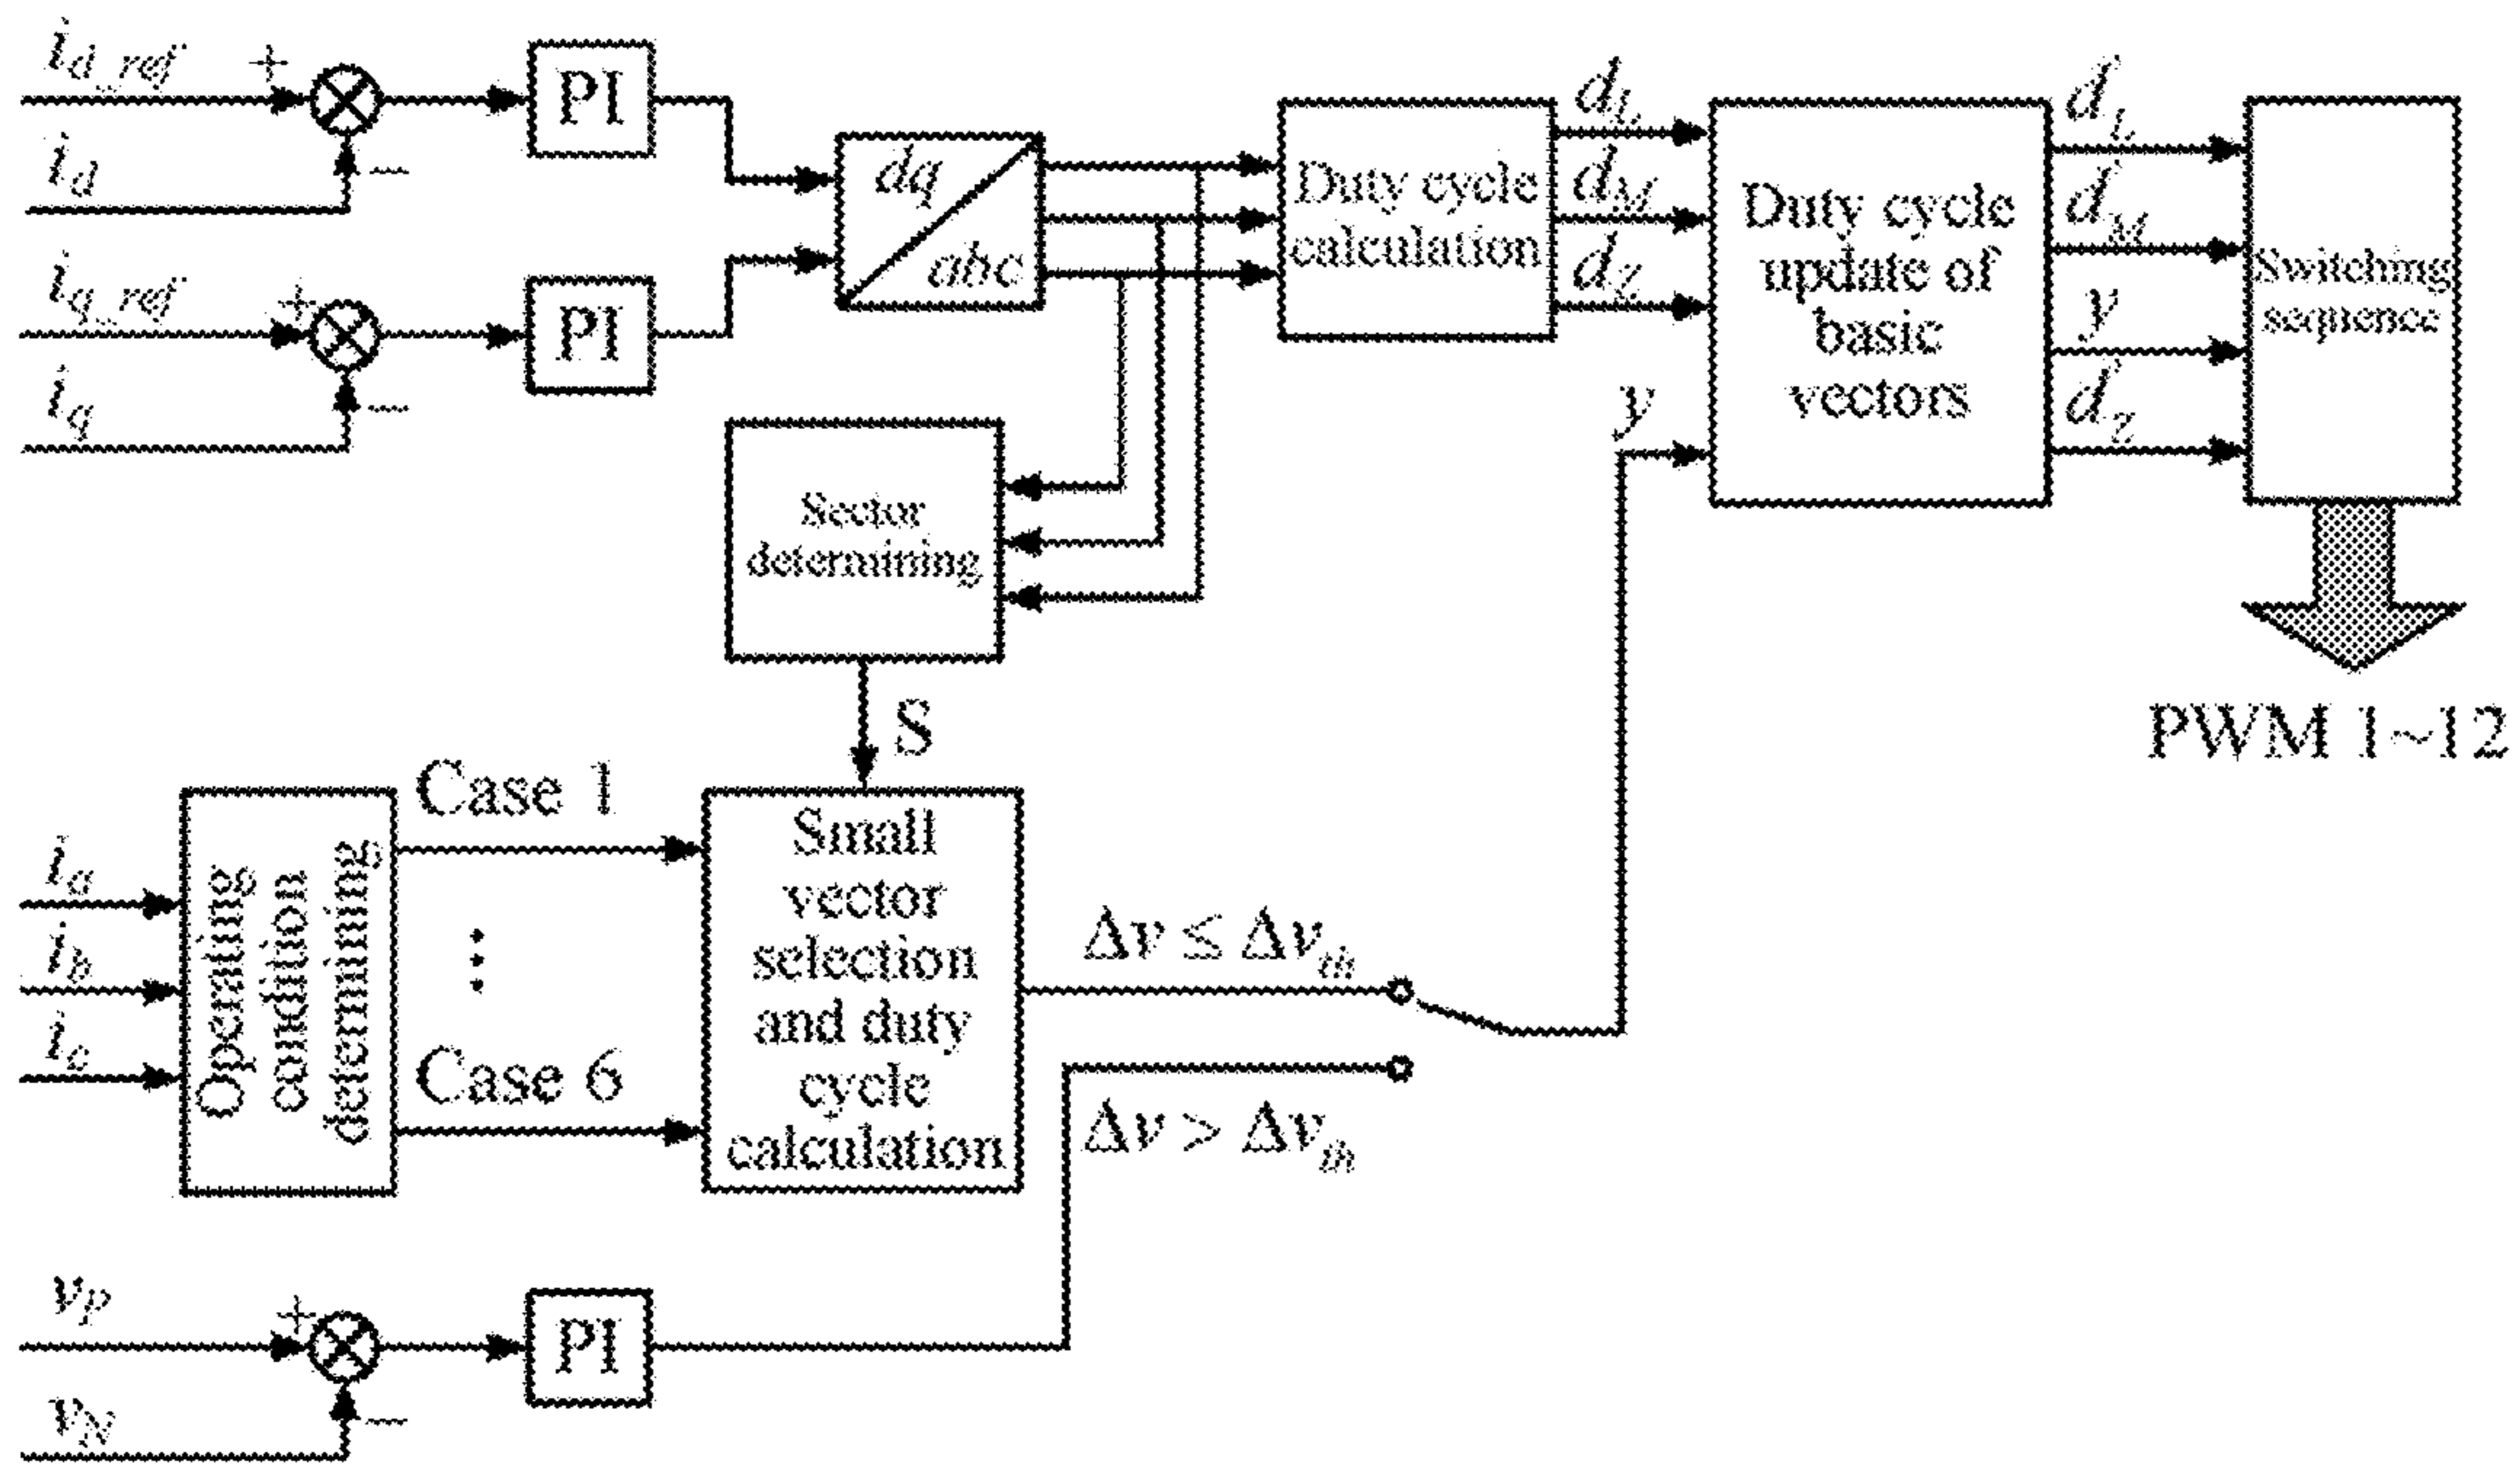 i_d_ref
+
PI
i_d
−
dq
abc
Duty cycle
calculation
d_L
d_M
d_Z
Duty cycle
update of
basic
vectors
d'_L
d'_M
y
d'_Z
Switching
sequence
i_q_ref
+
PI
i_q
−
y
Sector
determining
S
PWM 1~12
i_a
i_b
i_c
Operating
condition
determining
Case 1
⋮
Case 6
Small
vector
selection
and duty
cycle
calculation
Δv ≤ Δv_th
Δv > Δv_th
v_P
+
PI
v_N
−